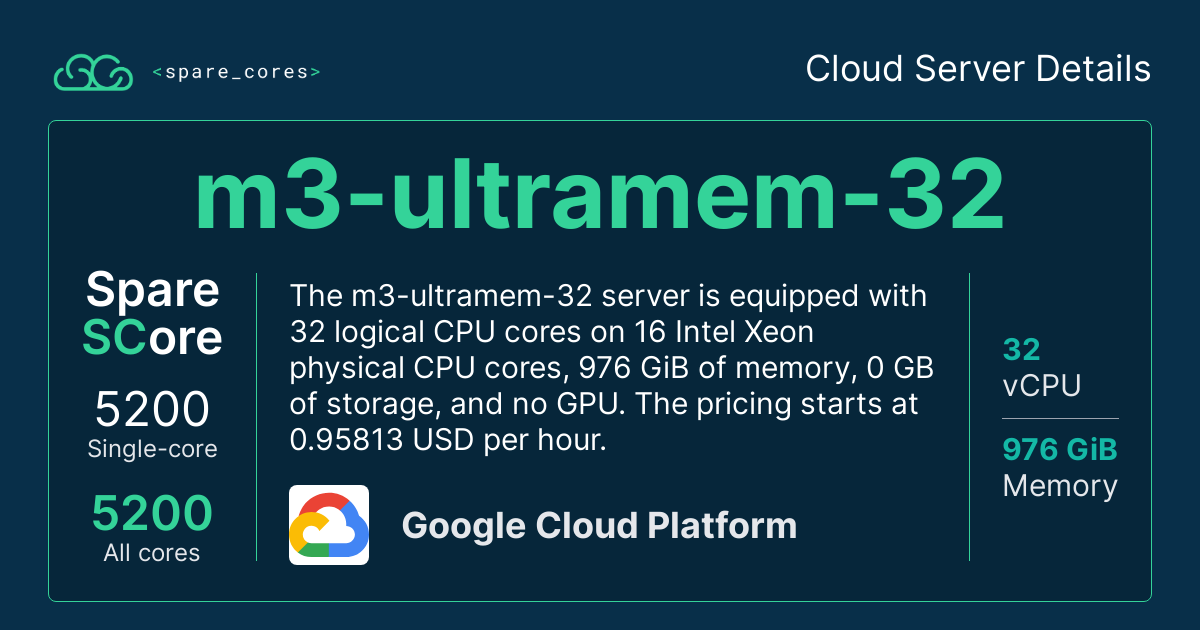 <spare_cores>
Cloud Server Details
m3-ultramem-32
Spare
SCore
5200
Single-core
5200
All cores
The m3-ultramem-32 server is equipped with
32 logical CPU cores on 16 Intel Xeon
physical CPU cores, 976 GiB of memory, 0 GB
of storage, and no GPU. The pricing starts at
0.95813 USD per hour.
Google Cloud Platform
32
vCPU
976 GiB
Memory